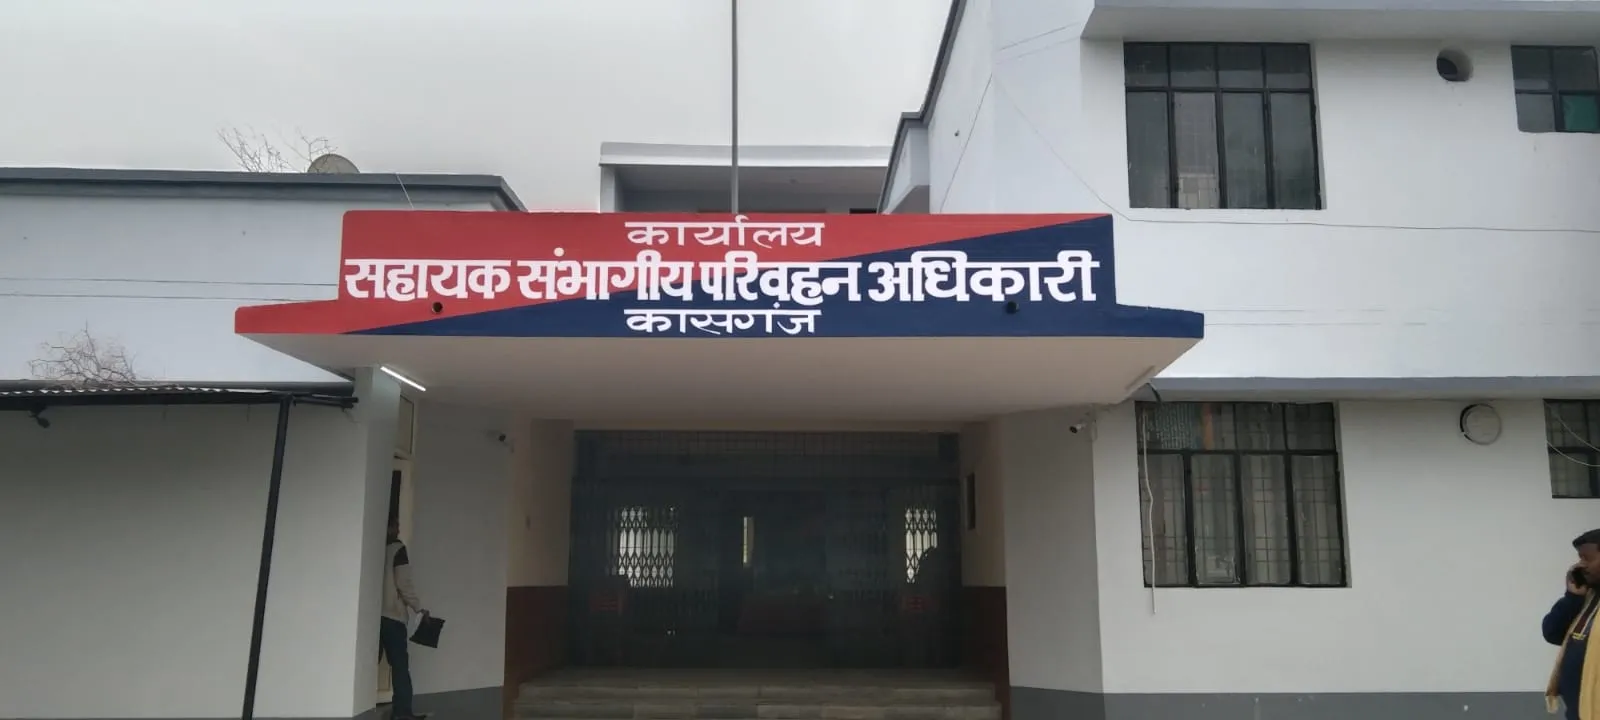 कार्यालय
सहायक संभागीय परिवहन अधिकारी
कासगंज